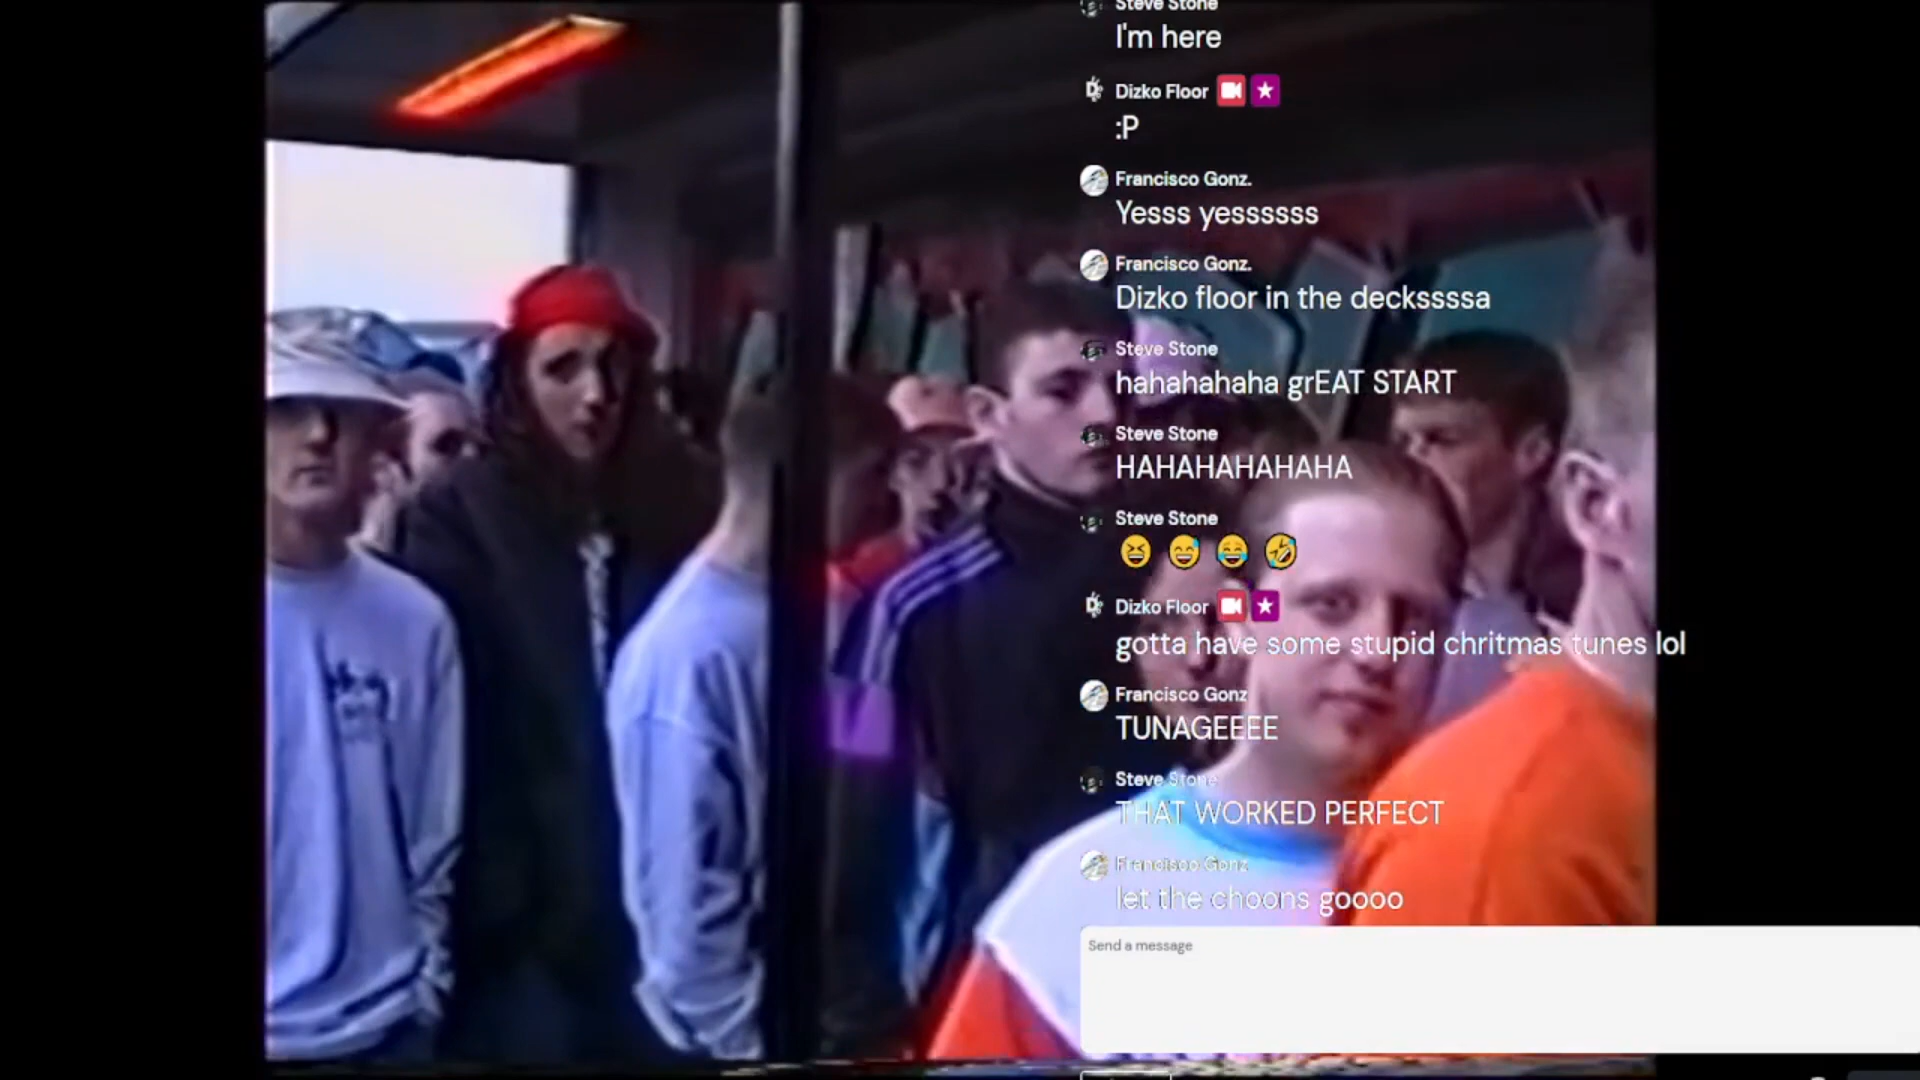 Steve Stone
I'm here
Dizko Floor
:P
Francisco Gonz.
Yesss yessssss
Francisco Gonz.
Dizko floor in the deckssssa
Steve Stone
hahahahaha grEAT START
Steve Stone
HAHAHAHAHAHA
Steve Stone
😆 😅 😂 🤣
Dizko Floor
gotta have some stupid chritmas tunes lol
Francisco Gonz
TUNAGEEEE
Steve Stone
THAT WORKED PERFECT
Francisco Gonz
let the choons goooo
Send a message